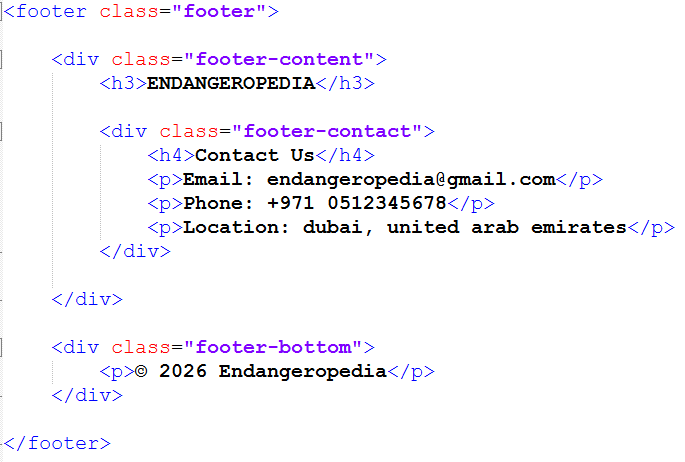 <footer class="footer">
<div class="footer-content">
<h3>ENDANGEROPEDIA</h3>
<div class="footer-contact">
<h4>Contact Us</h4>
<p>Email: endangeropedia@gmail.com</p>
<p>Phone: +971 0512345678</p>
<p>Location: dubai, united arab emirates</p>
</div>
</div>
<div class="footer-bottom">
<p>© 2026 Endangeropedia</p>
</div>
</footer>